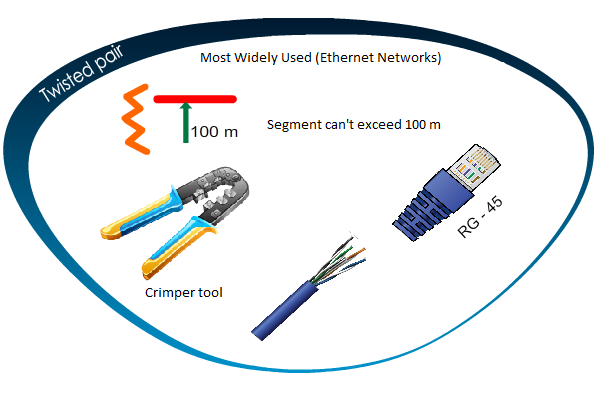 Twisted pair
Most Widely Used (Ethernet Networks)
100 m
Segment can't exceed 100 m
RG - 45
Crimper tool